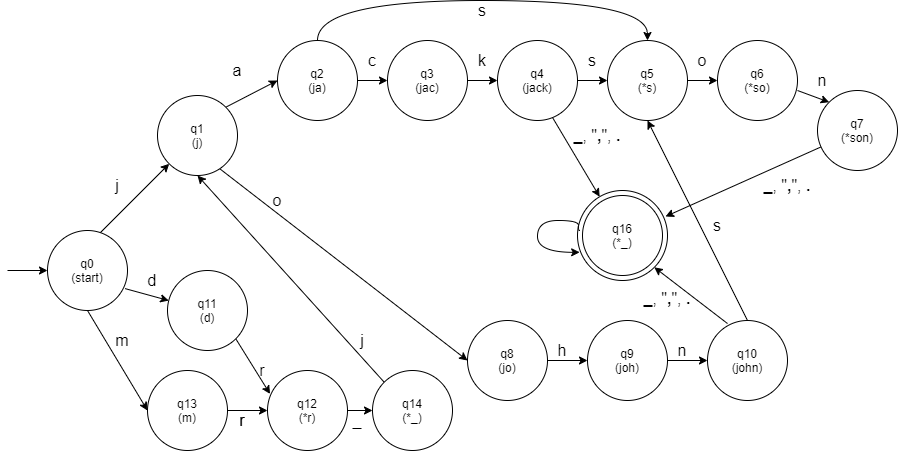 s
a
q2
(ja)
c
q3
(jac)
k
q4
(jack)
s
q5
(*s)
o
q6
(*so)
n
q7
(*son)
q1
(j)
_, ",", .
_, ",", .
j
o
q16
(*_)
s
q0
(start)
d
q11
(d)
_, ",", .
m
r
j
q8
(jo)
h
q9
(joh)
n
q10
(john)
q13
(m)
r
q12
(*r)
_
q14
(*_)